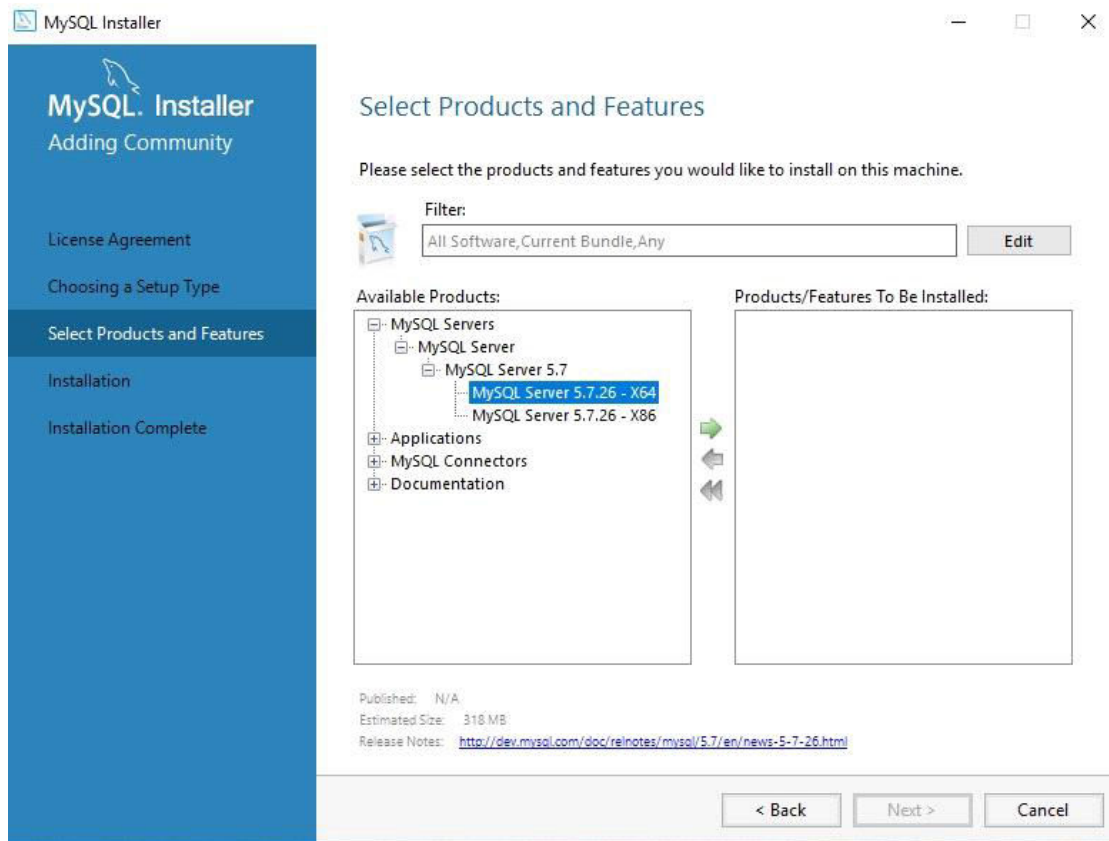 MySQL Installer
MySQL. Installer
Adding Community
License Agreement
Choosing a Setup Type
Select Products and Features
Installation
Installation Complete
Select Products and Features
Please select the products and features you would like to install on this machine.
Filter:
All Software,Current Bundle,Any
Edit
Available Products:
MySQL Servers
MySQL Server
MySQL Server 5.7
MySQL Server 5.7.26 - X64
MySQL Server 5.7.26 - X86
Applications
MySQL Connectors
Documentation
Products/Features To Be Installed:
Published: N/A
Estimated Size: 318 MB
Release Notes: http://dev.mysql.com/doc/relnotes/mysql/5.7/en/news-5-7-26.html
< Back
Next >
Cancel